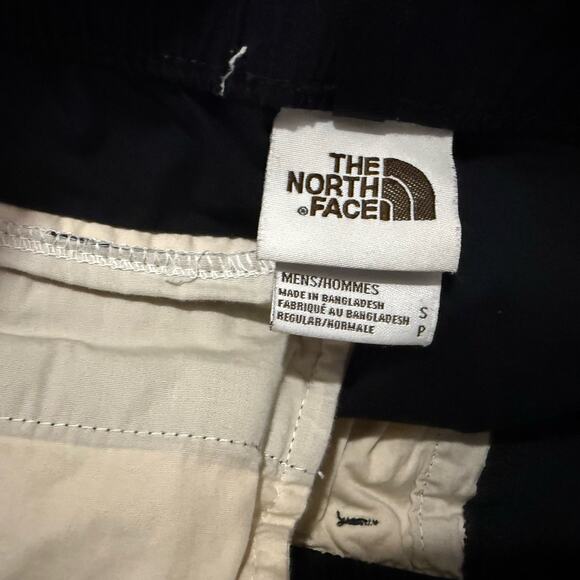 THE
NORTH
® FACE
MENS/HOMMES
MADE IN BANGLADESH S
FABRIQUÉ AU BANGLADESH P
REGULAR/NORMALE